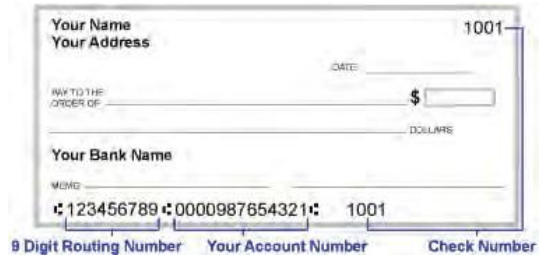 Your Name 1001
Your Address
DATE
PAY TO THE
ORDER OF $
DOLLARS
Your Bank Name
MEMO
⑆123456789⑆0000987654321⑆ 1001
9 Digit Routing Number Your Account Number Check Number